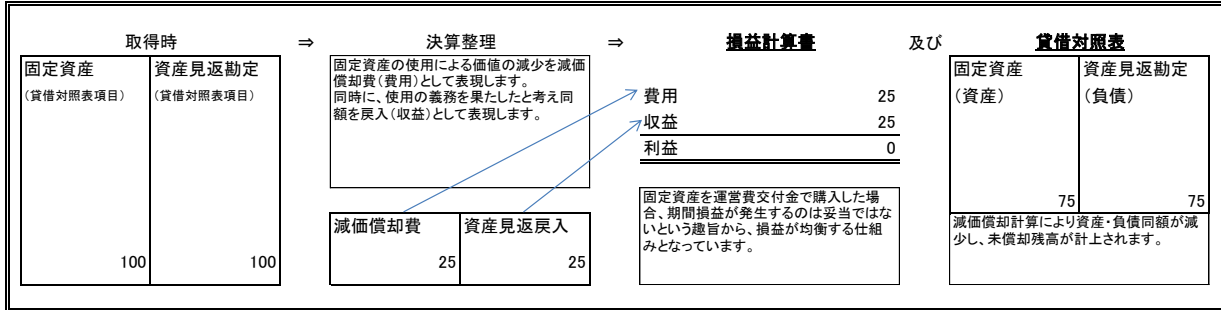 取得時 ⇒ 決算整理 ⇒ 損益計算書 及び 貸借対照表
固定資産 資産見返勘定
(貸借対照表項目) (貸借対照表項目)
100 100
固定資産の使用による価値の減少を減価
償却費(費用)として表現します。
同時に、使用の義務を果たしたと考え同
額を戻入(収益)として表現します。
減価償却費 資産見返戻入
25 25
費用 25
収益 25
利益 0
固定資産を運営費交付金で購入した場
合、期間損益が発生するのは妥当ではな
いという趣旨から、損益が均衡する仕組
みとなっています。
固定資産 資産見返勘定
(資産) (負債)
75 75
減価償却計算により資産・負債同額が減
少し、未償却残高が計上されます。